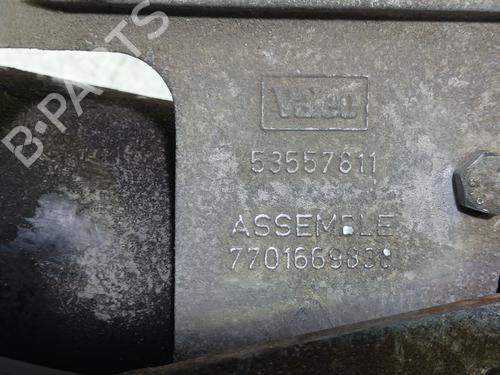 B-PARTS
Valeo
53557811
ASSEMBLE
7701669838